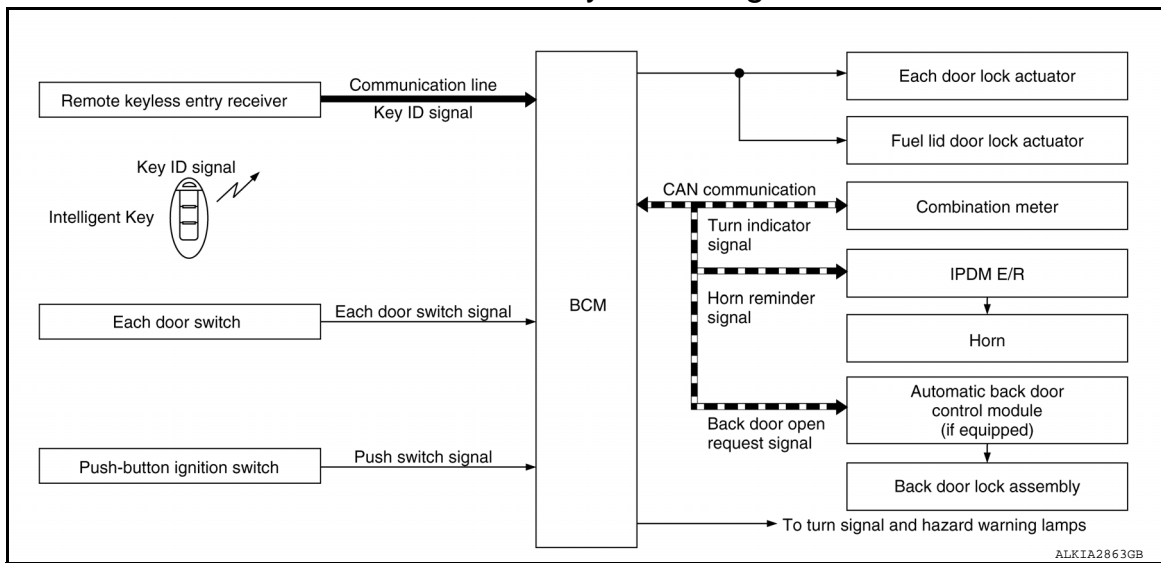 Remote keyless entry receiver
Communication line
Key ID signal
Key ID signal
Intelligent Key
Each door switch
Each door switch signal
Push-button ignition switch
Push switch signal
BCM
Each door lock actuator
Fuel lid door lock actuator
CAN communication
Combination meter
Turn indicator
signal
IPDM E/R
Horn reminder
signal
Horn
Automatic back door
control module
(if equipped)
Back door open
request signal
Back door lock assembly
To turn signal and hazard warning lamps
ALKIA2863GB